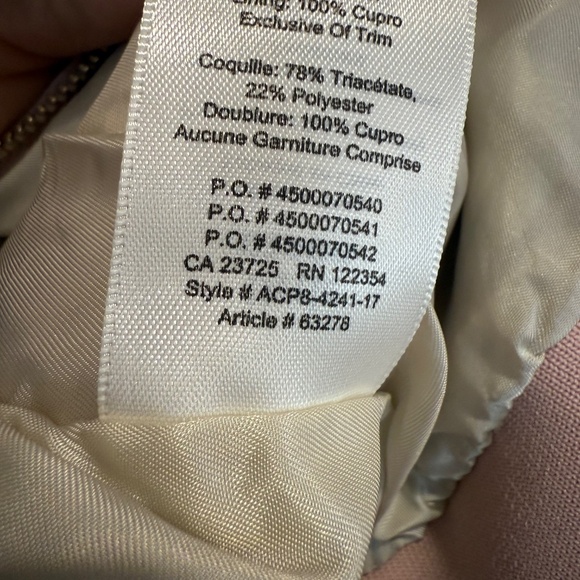 Lining: 100% Cupro
Exclusive Of Trim
Coquille: 78% Triacétate,
22% Polyester
Doublure: 100% Cupro
Aucune Garniture Comprise
P.O. # 4500070540
P.O. # 4500070541
P.O. # 4500070542
CA 23725 RN 122354
Style # ACP8-4241-17
Article # 63278